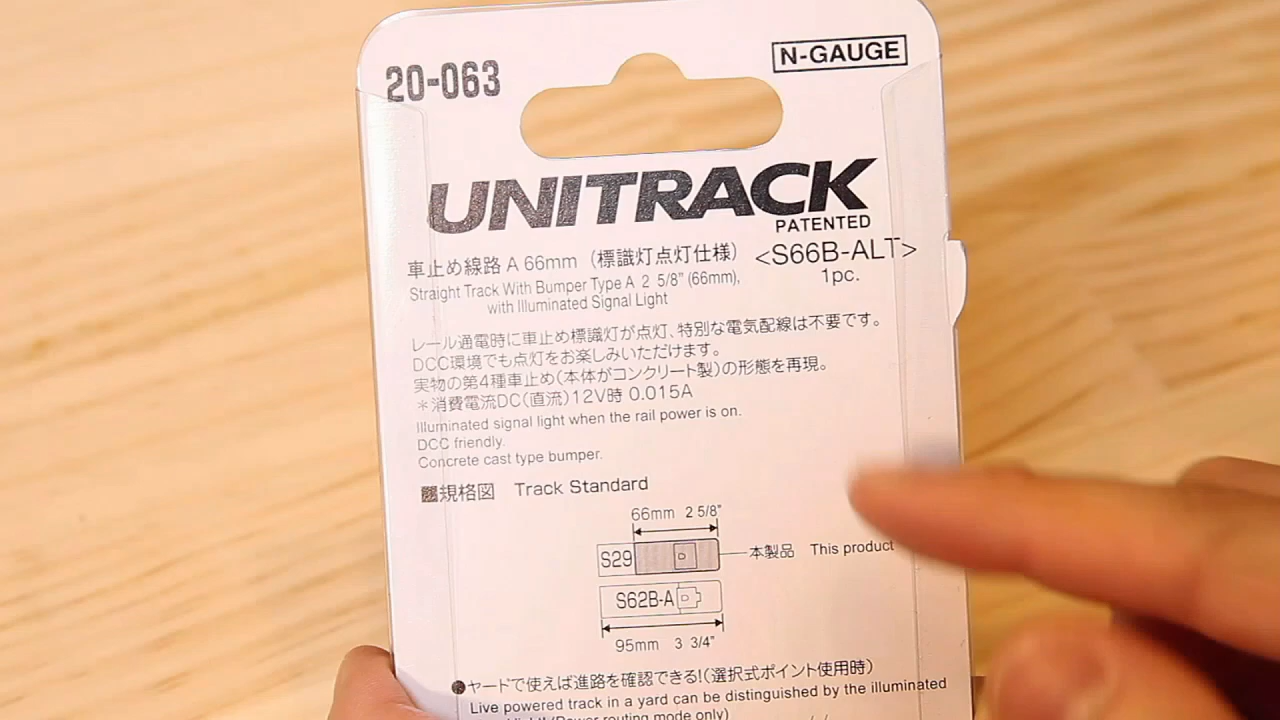 20-063
N-GAUGE
UNITRACK
PATENTED
車止め線路 A 66mm（標識灯点灯仕様）
<S66B-ALT>
1pc.
Straight Track With Bumper Type A 2 5/8" (66mm),
with Illuminated Signal Light
レール通電時に車止め標識灯が点灯、特別な電気配線は不要です。
DCC環境でも点灯をお楽しみいただけます。
実物の第4種車止め(本体がコンクリート製)の形態を再現。
＊消費電流DC(直流)12V時 0.015A
Illuminated signal light when the rail power is on.
DCC friendly.
Concrete cast type bumper.
■規格図 Track Standard
66mm 2 5/8"
S29
本製品 This product
S62B-A
95mm 3 3/4"
●ヤードで使えば進路を確認できる!(選択式ポイント使用時)
Live powered track in a yard can be distinguished by the illuminated
(Power routing mode only)